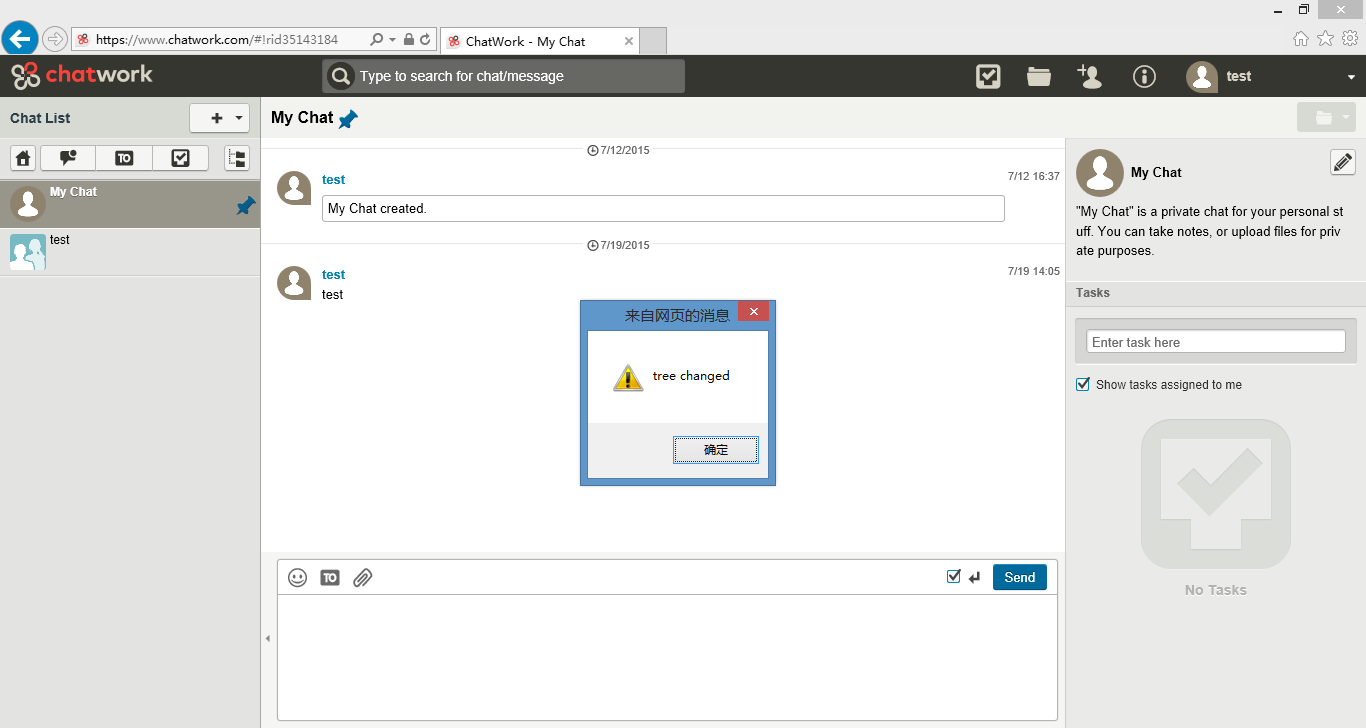 https://www.chatwork.com/#!rid35143184
ChatWork - My Chat
chatwork
Type to search for chat/message
test
Chat List
My Chat
TO
My Chat
test
7/12/2015
test
7/12 16:37
My Chat created.
7/19/2015
test
7/19 14:05
test
来自网页的消息
tree changed
确定
TO
Send
My Chat
"My Chat" is a private chat for your personal st
uff. You can take notes, or upload files for priv
ate purposes.
Tasks
Enter task here
Show tasks assigned to me
No Tasks